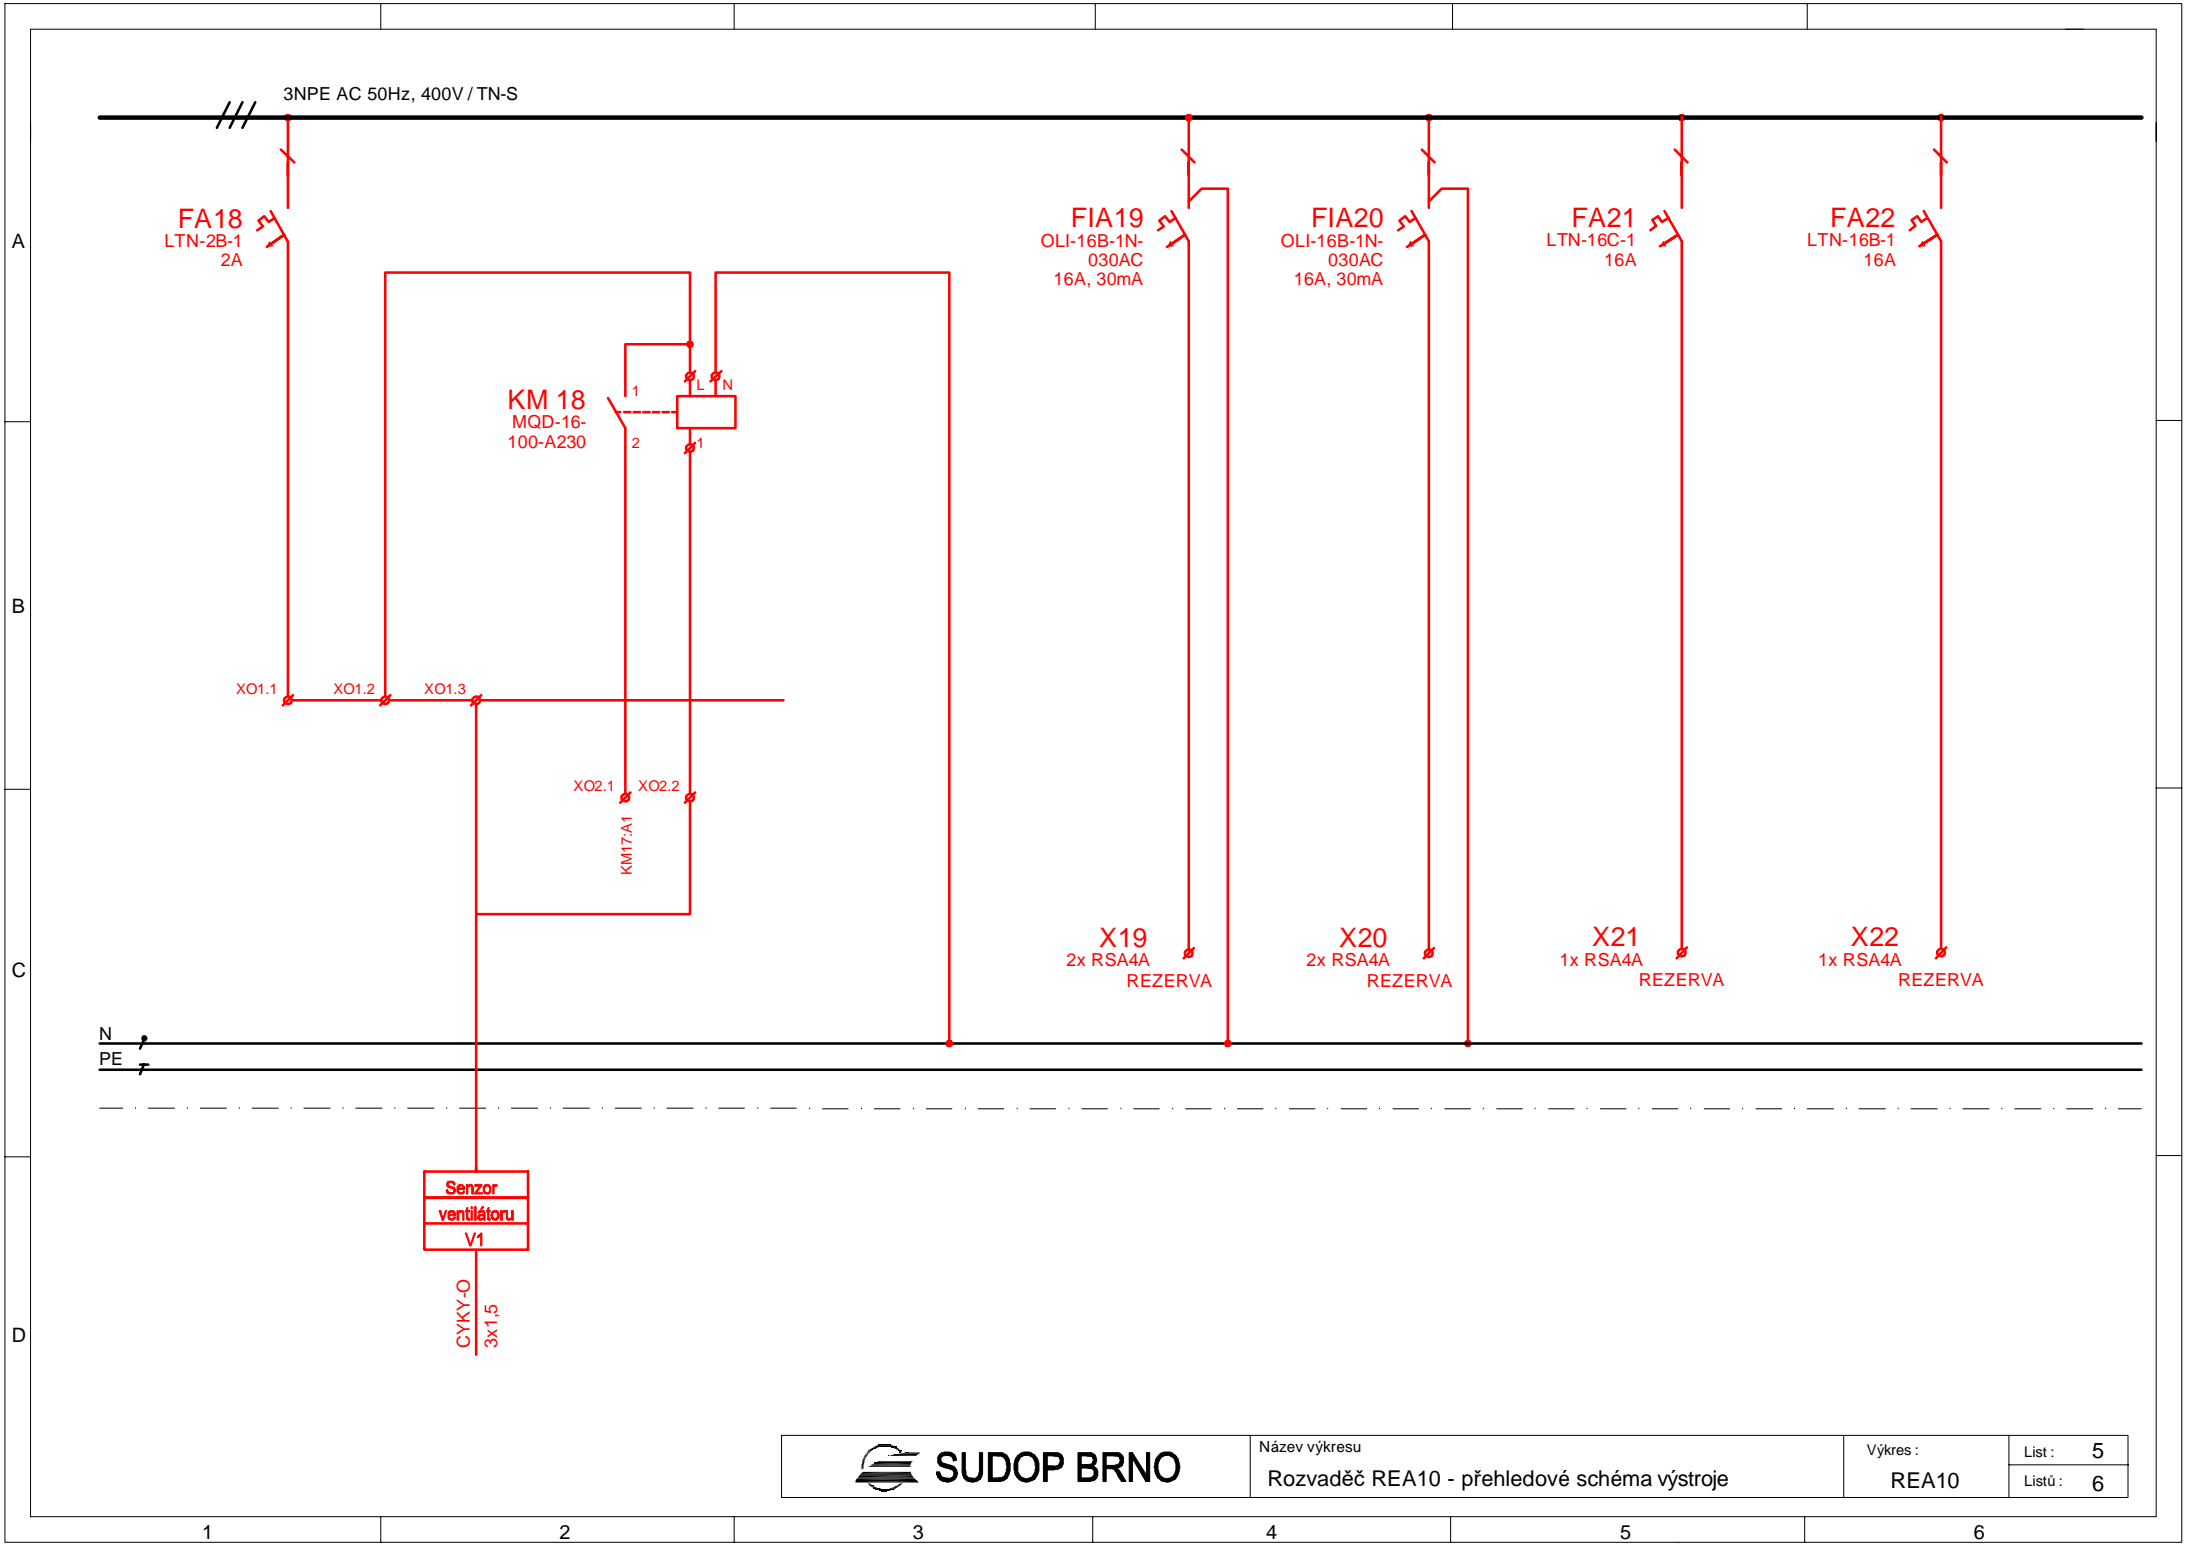 3NPE AC 50Hz, 400V / TN-S
FA18
LTN-2B-1
2A
FIA19
OLI-16B-1N-
030AC
16A, 30mA
FIA20
OLI-16B-1N-
030AC
16A, 30mA
FA21
LTN-16C-1
16A
FA22
LTN-16B-1
16A
A
KM 18
MQD-16-
100-A230
1
2
L
N
1
B
XO1.1
XO1.2
XO1.3
XO2.1
XO2.2
KM17:A1
X19
2x RSA4A
REZERVA
X20
2x RSA4A
REZERVA
X21
1x RSA4A
REZERVA
X22
1x RSA4A
REZERVA
C
N
PE
Senzor
ventilátoru
V1
CYKY-O
3x1,5
D
SUDOP BRNO
Název výkresu
Rozvaděč REA10 - přehledové schéma výstroje
Výkres :
REA10
List : 5
Listů : 6
1
2
3
4
5
6